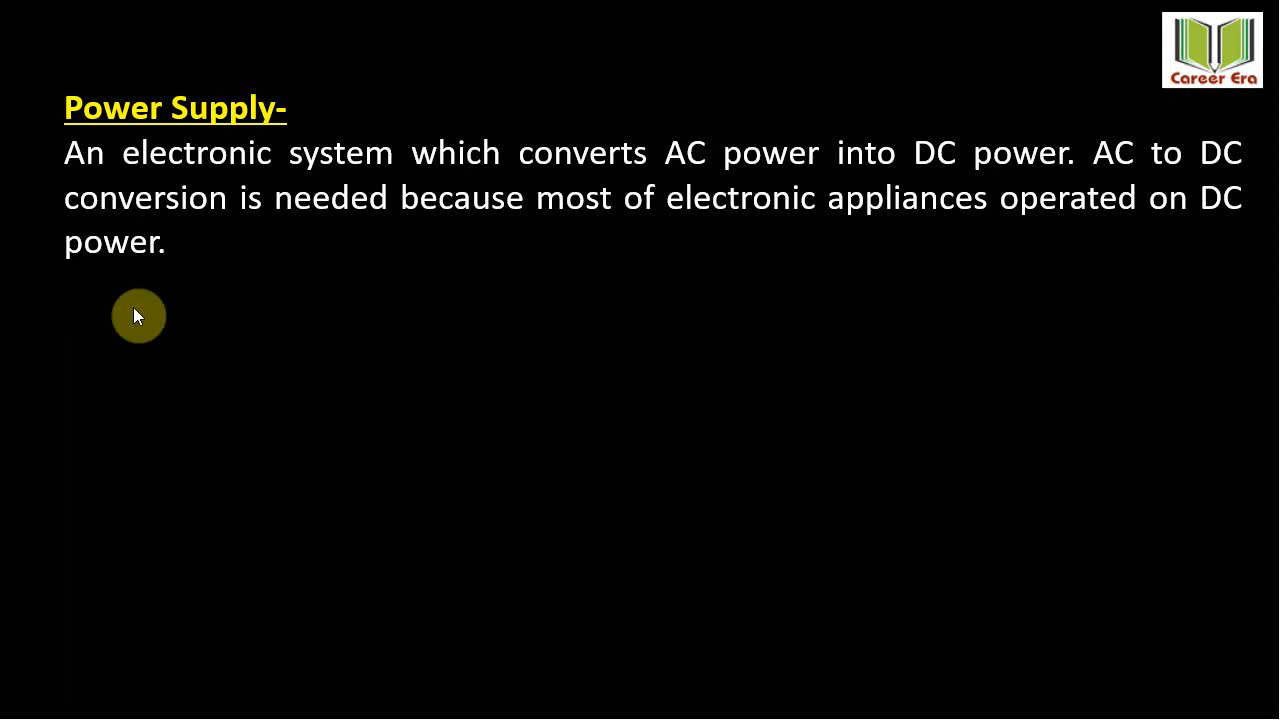 Career Era
Power Supply-
An electronic system which converts AC power into DC power. AC to DC
conversion is needed because most of electronic appliances operated on DC
power.